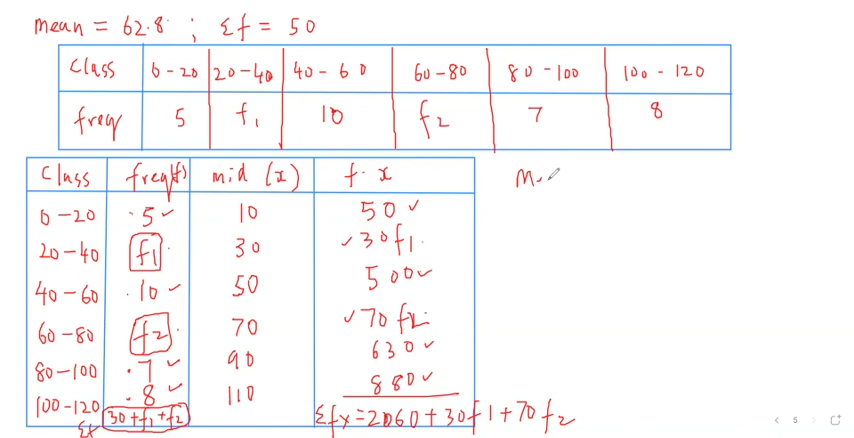 mean = 62.8 ; Σf = 50
Class 0-20 20-40 40-60 60-80 80-100 100-120
freq 5 f1 10 f2 7 8
Class freq(f) mid (x) f. x
M.
0-20 .5✓ 10 50✓
20-40 f1. 30 ✓30f1.
40-60 .10✓ 50 500✓
60-80 f2. 70 ✓70f2.
80-100 .7✓ 90 630✓
100-120 .8✓ 110 880✓
Σf 30+f1+f2 Σfx=2060+30f1+70f2
5